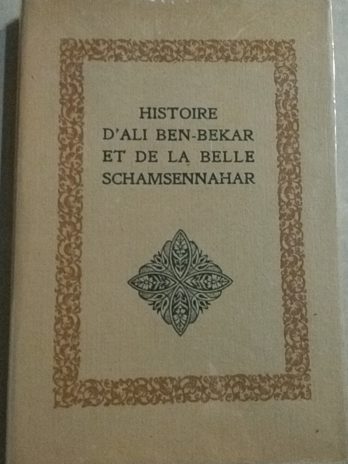 HISTOIRE
D'ALI BEN-BEKAR
ET DE LA BELLE
SCHAMSENNAHAR